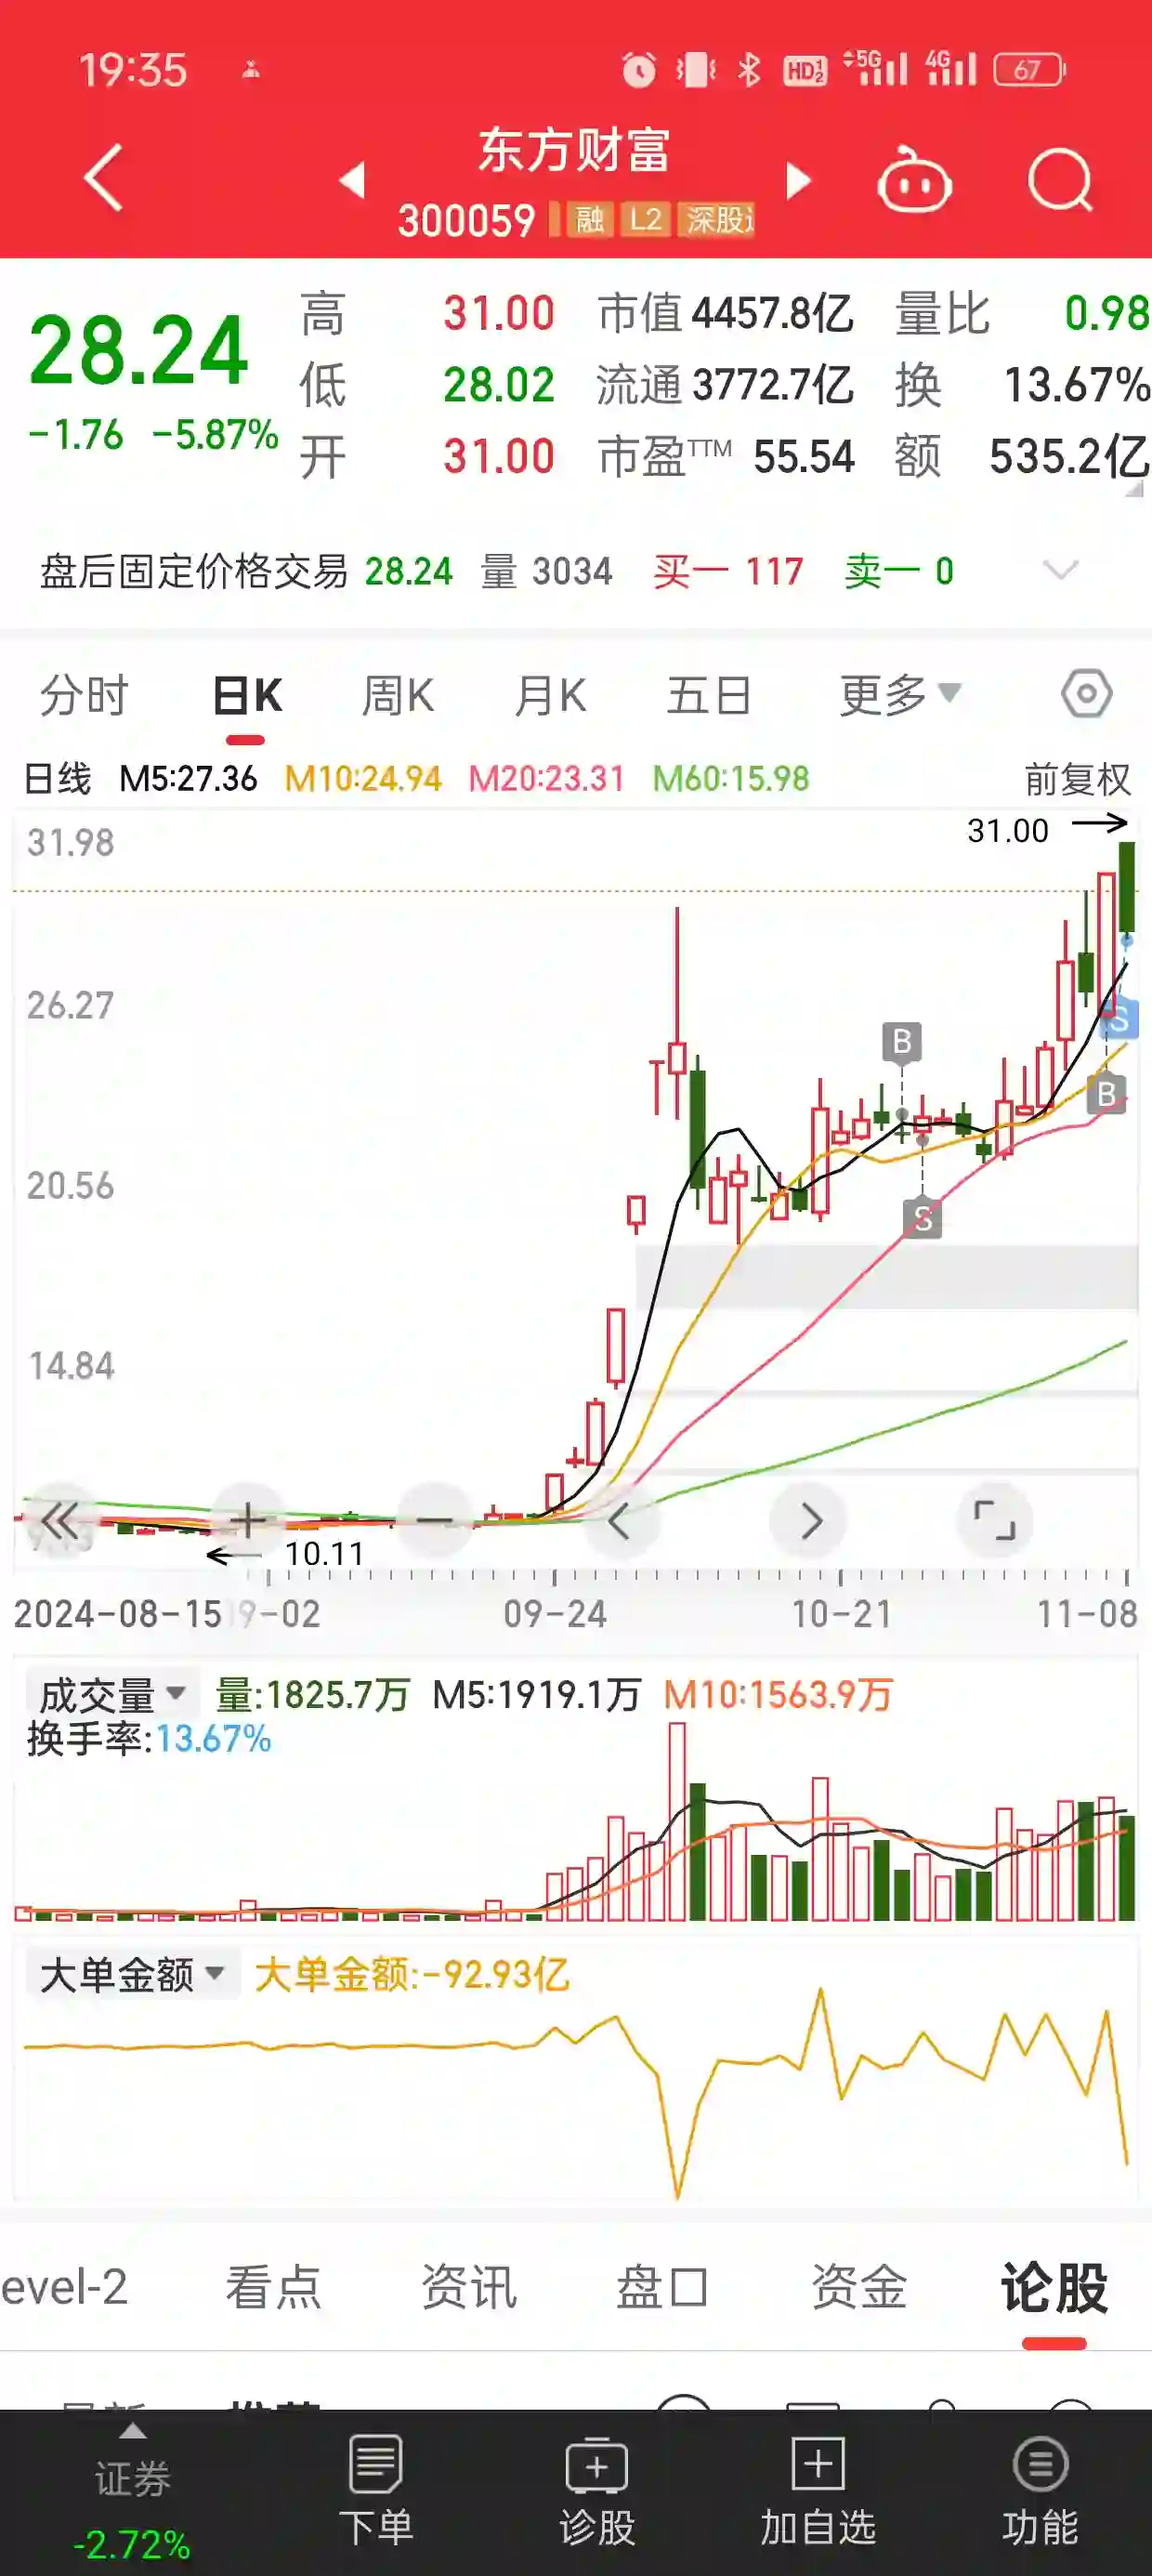 19:35 HD 1 2 5G 4G 67
东方财富
300059 融 L2 深股
28.24 高 31.00 市值 4457.8亿 量比 0.98
低 28.02 流通 3772.7亿 换 13.67%
-1.76 -5.87% 开 31.00 市盈TTM 55.54 额 535.2亿
盘后固定价格交易 28.24 量 3034 买一 117 卖一 0
分时 日K 周K 月K 五日 更多
日线 M5:27.36 M10:24.94 M20:23.31 M60:15.98 前复权
31.98 31.00
26.27
S
B
B
20.56
S
14.84
10.11
2024-08-15 9-02 09-24 10-21 11-08
成交量 量:1825.7万 M5:1919.1万 M10:1563.9万
换手率:13.67%
大单金额 大单金额:-92.93亿
evel-2 看点 资讯 盘口 资金 论股
证券 下单 诊股 加自选 功能
-2.72%